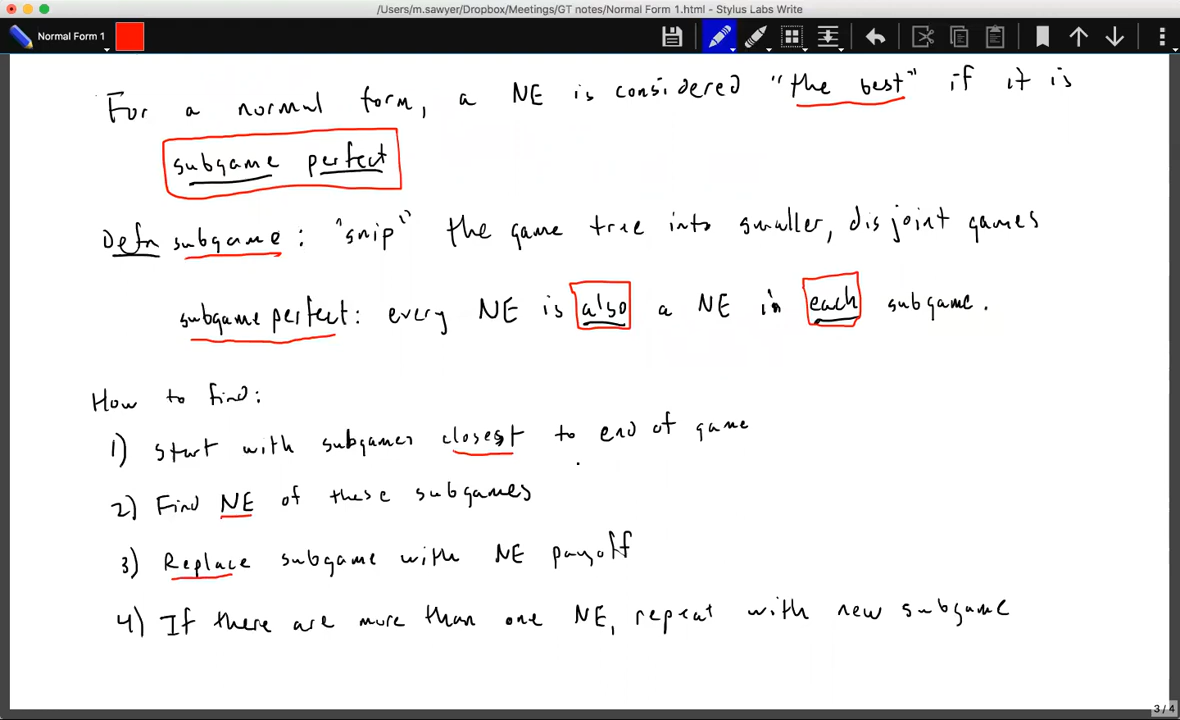 /Users/m.sawyer/Dropbox/Meetings/GT notes/Normal Form 1.html - Stylus Labs Write
Normal Form 1
For a normal form, a NE is considered "the best" if it is
subgame perfect
Defn subgame: "snip" the game tree into smaller, disjoint games
subgame perfect: every NE is also a NE in each subgame.
How to find:
1) Start with subgames closest to end of game
2) Find NE of these subgames
3) Replace subgame with NE payoff
4) If there are more than one NE, repeat with new subgame
3 / 4